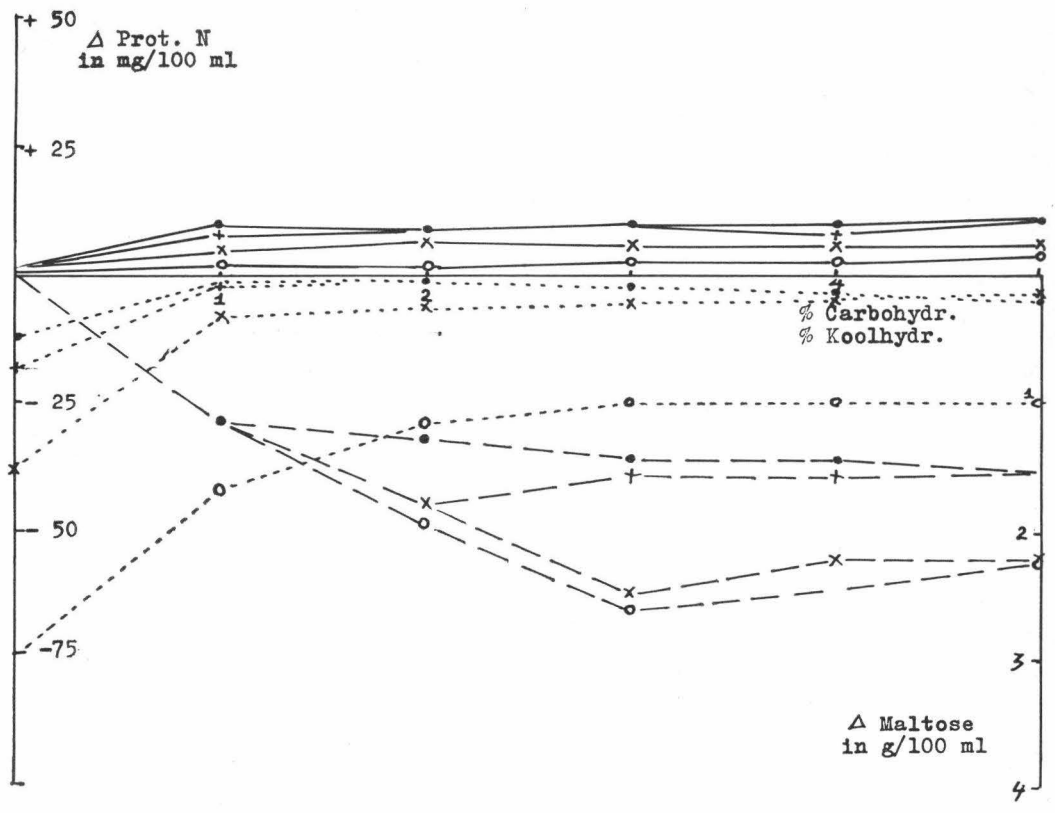 + 50
Δ Prot. N
in mg/100 ml
+ 25
1
2
4
% Carbohydr.
% Koolhydr.
- 25
1
- 50
2
-75
3
Δ Maltose
in g/100 ml
4